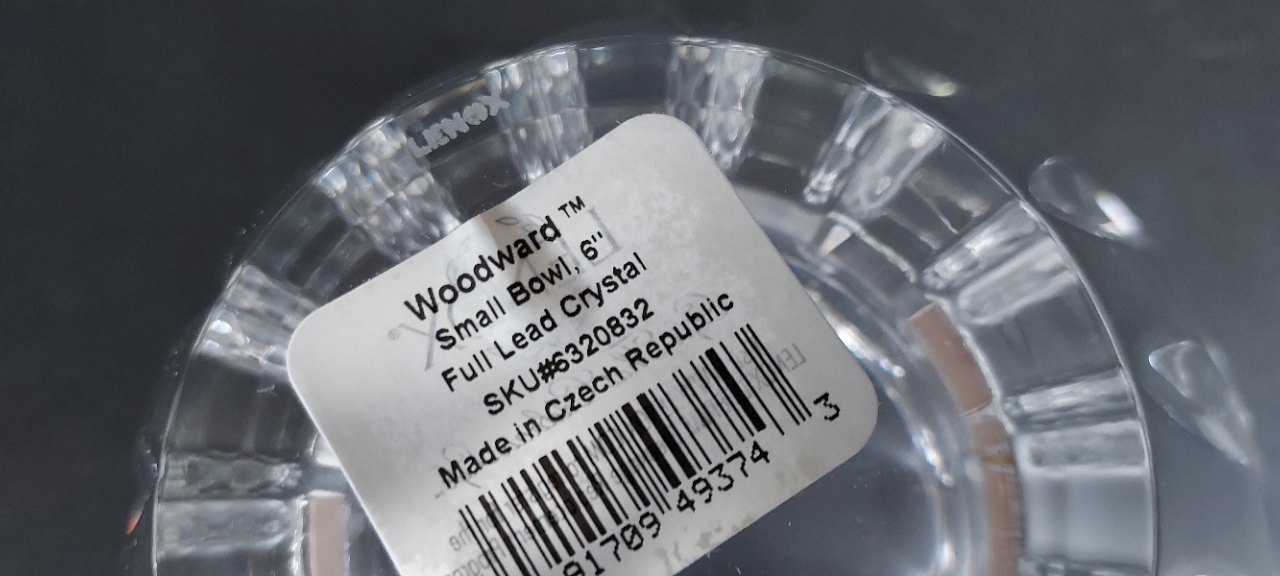 LENOX
Woodward™
Small Bowl, 6"
Full Lead Crystal
SKU#6320832
Made in Czech Republic
91709 49374 3